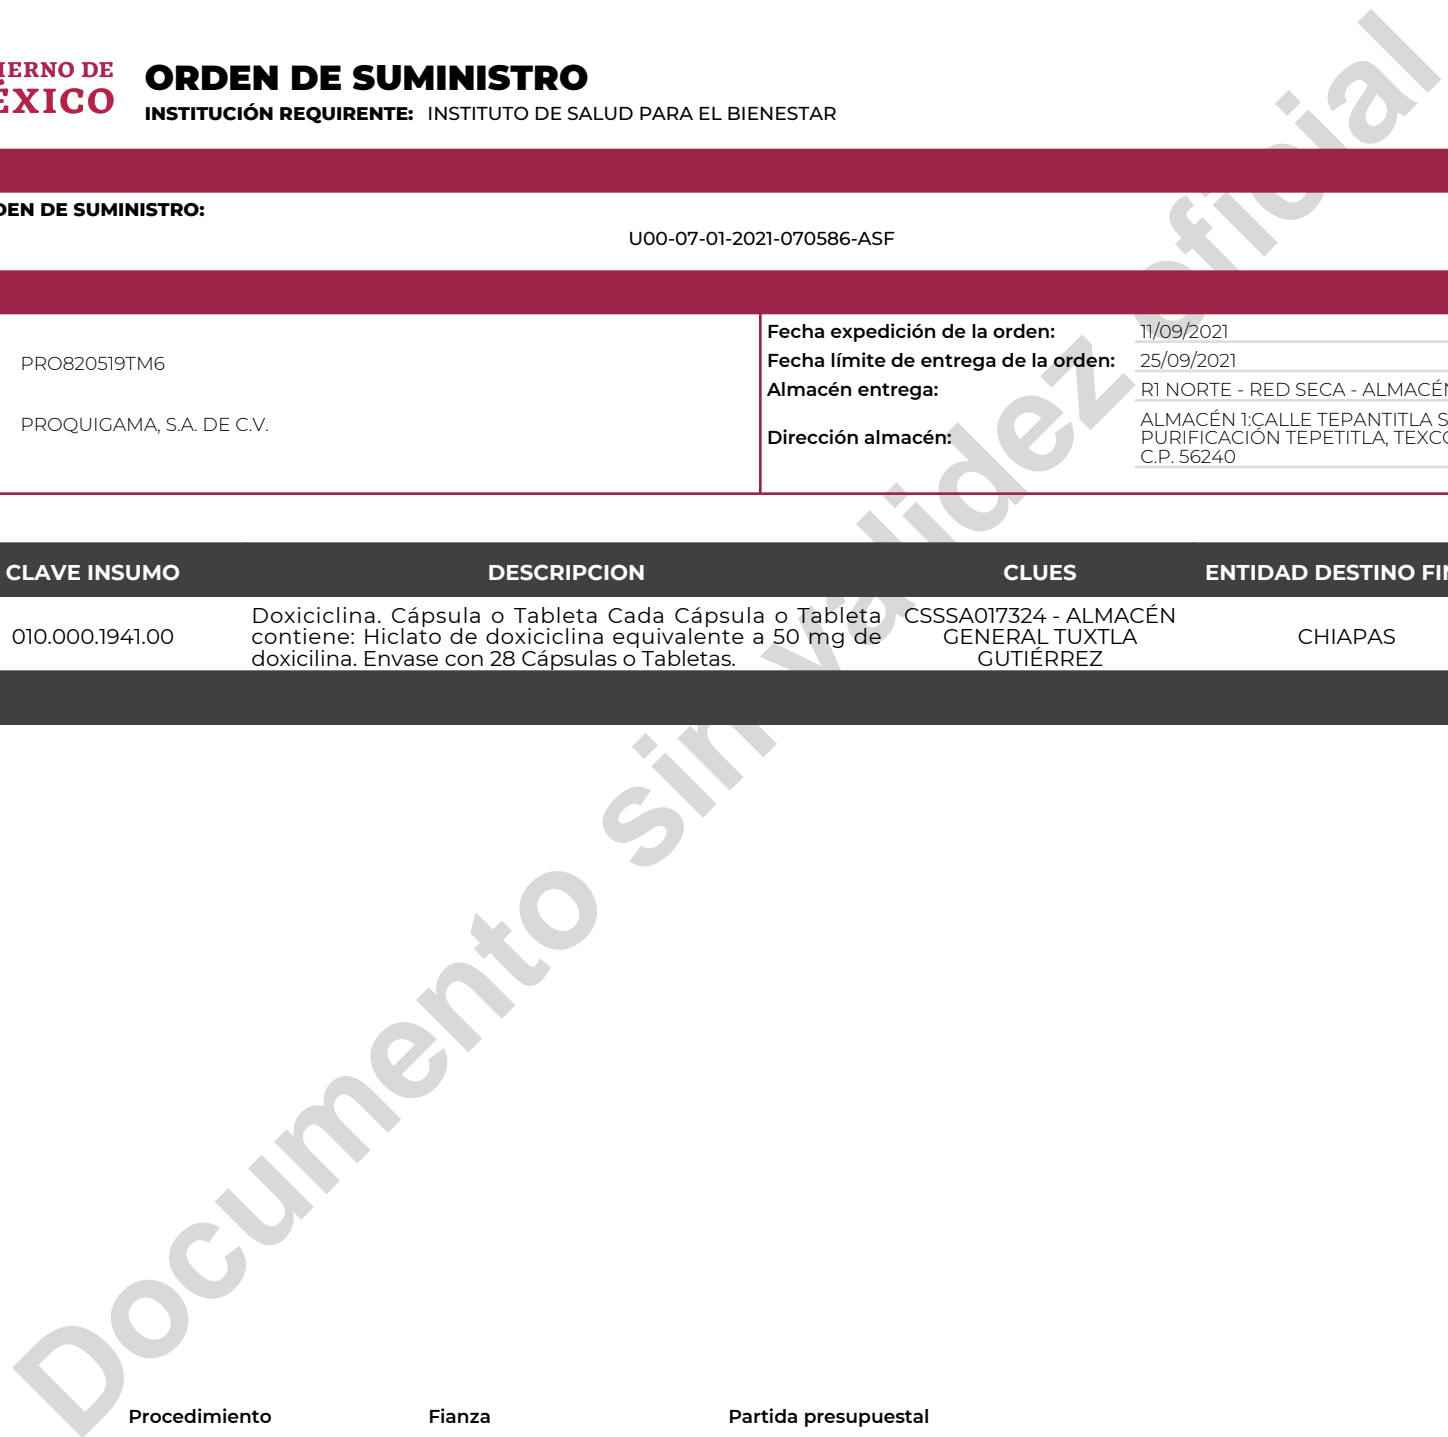 IERNO DE
ÉXICO
ORDEN DE SUMINISTRO
INSTITUCIÓN REQUIRENTE: INSTITUTO DE SALUD PARA EL BIENESTAR
DEN DE SUMINISTRO:
U00-07-01-2021-070586-ASF
PRO820519TM6
PROQUIGAMA, S.A. DE C.V.
Fecha expedición de la orden: 11/09/2021
Fecha límite de entrega de la orden: 25/09/2021
Almacén entrega: R1 NORTE - RED SECA - ALMACÉN
Dirección almacén: ALMACÉN 1:CALLE TEPANTITLA S
PURIFICACIÓN TEPETITLA, TEXCO
C.P. 56240
CLAVE INSUMO DESCRIPCION CLUES ENTIDAD DESTINO FIN
010.000.1941.00
Doxiciclina. Cápsula o Tableta Cada Cápsula o Tableta
contiene: Hiclato de doxiciclina equivalente a 50 mg de
doxicilina. Envase con 28 Cápsulas o Tabletas.
CSSSA017324 - ALMACÉN
GENERAL TUXTLA
GUTIÉRREZ
CHIAPAS
Documento sin validez oficial
Procedimiento Fianza Partida presupuestal